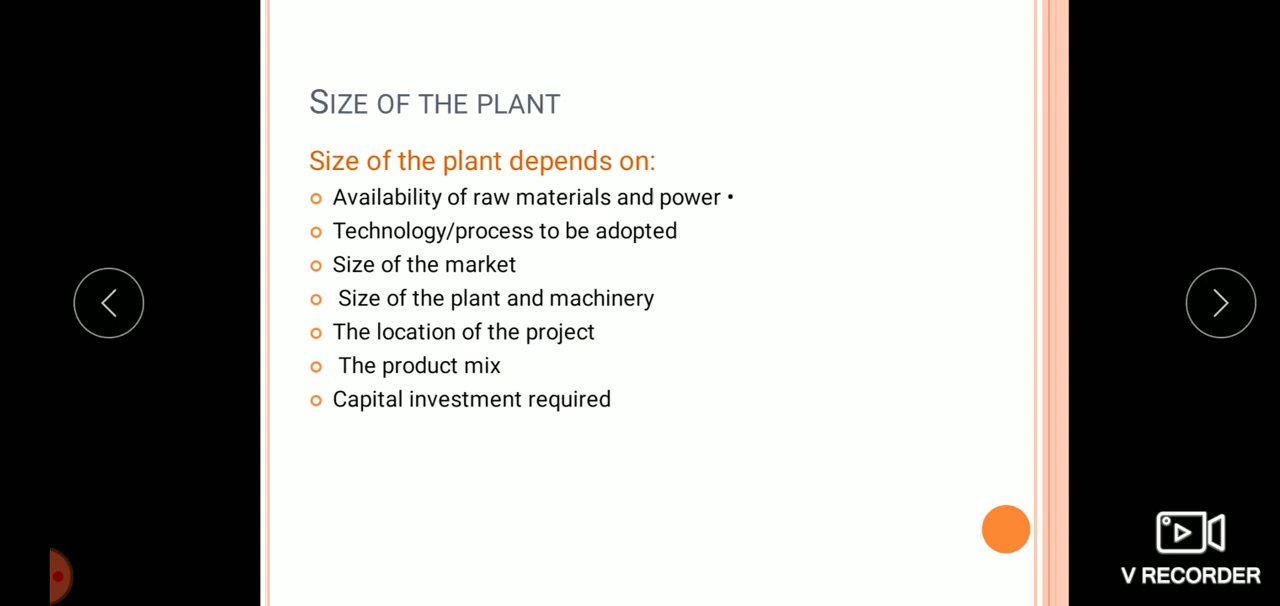 SIZE OF THE PLANT
Size of the plant depends on:
Availability of raw materials and power •
Technology/process to be adopted
Size of the market
Size of the plant and machinery
The location of the project
The product mix
Capital investment required
V RECORDER